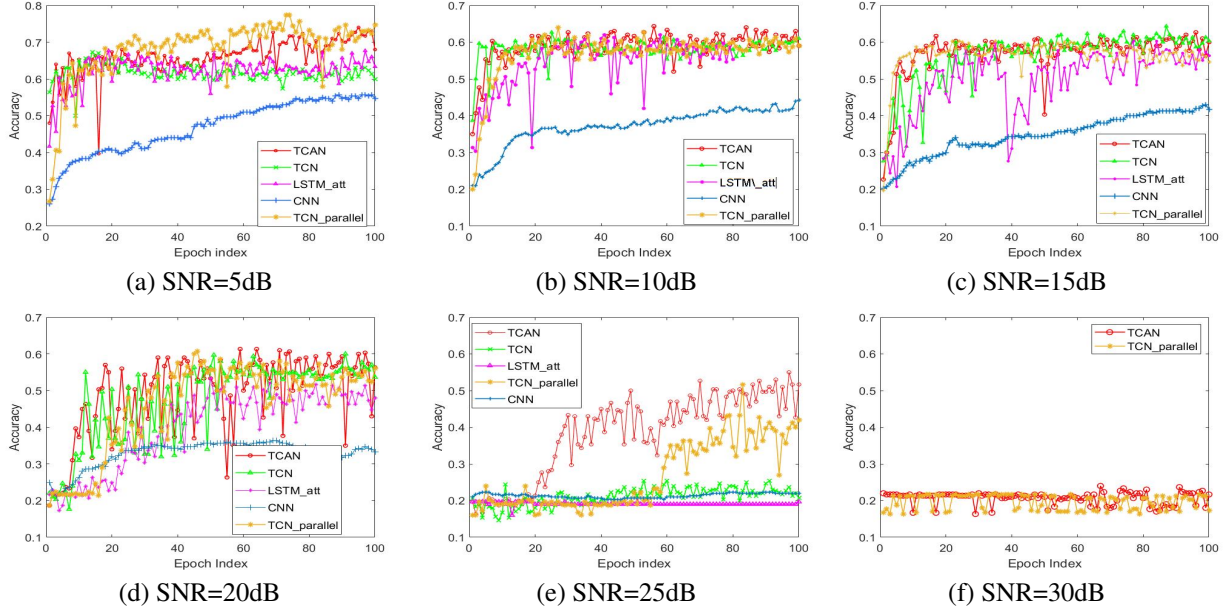 0.8
0.7
0.6
0.5
0.4
0.3
0.2
Accuracy
0 20 40 60 80 100
Epoch index
TCAN
TCN
LSTM_att
CNN
TCN_parallel
(a) SNR=5dB
0.7
0.6
0.5
0.4
0.3
0.2
0.1
Accuracy
0 20 40 60 80 100
Epoch Index
TCAN
TCN
LSTM\_att
CNN
TCN_parallel
(b) SNR=10dB
0.7
0.6
0.5
0.4
0.3
0.2
0.1
Accuracy
0 20 40 60 80 100
Epoch Index
TCAN
TCN
LSTM_att
CNN
TCN_parallel
(c) SNR=15dB
0.7
0.6
0.5
0.4
0.3
0.2
0.1
Accuracy
0 20 40 60 80 100
Epoch Index
TCAN
TCN
LSTM_att
CNN
TCN_parallel
(d) SNR=20dB
0.7
0.6
0.5
0.4
0.3
0.2
0.1
Accuracy
0 20 40 60 80 100
Epoch Index
TCAN
TCN
LSTM_att
TCN_parallel
CNN
(e) SNR=25dB
0.7
0.6
0.5
0.4
0.3
0.2
0.1
Accuracy
0 20 40 60 80 100
Epoch Index
TCAN
TCN_parallel
(f) SNR=30dB